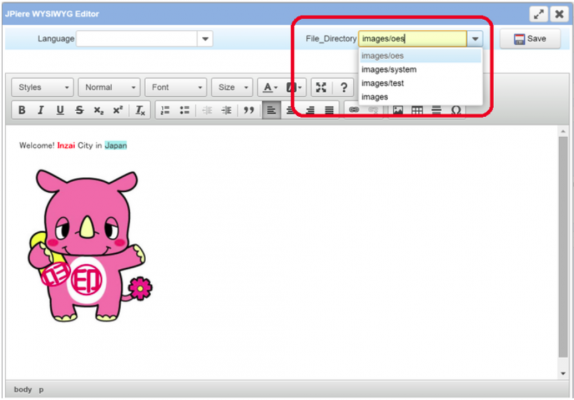 JPiere WYSIWYG Editor
Language
File_Directory images/oes
Save
images/oes
images/system
images/test
images
Styles Normal Font Size A A ?
B I U S x₂ x² Ix Ω
Welcome! Inzai City in Japan
印
body p